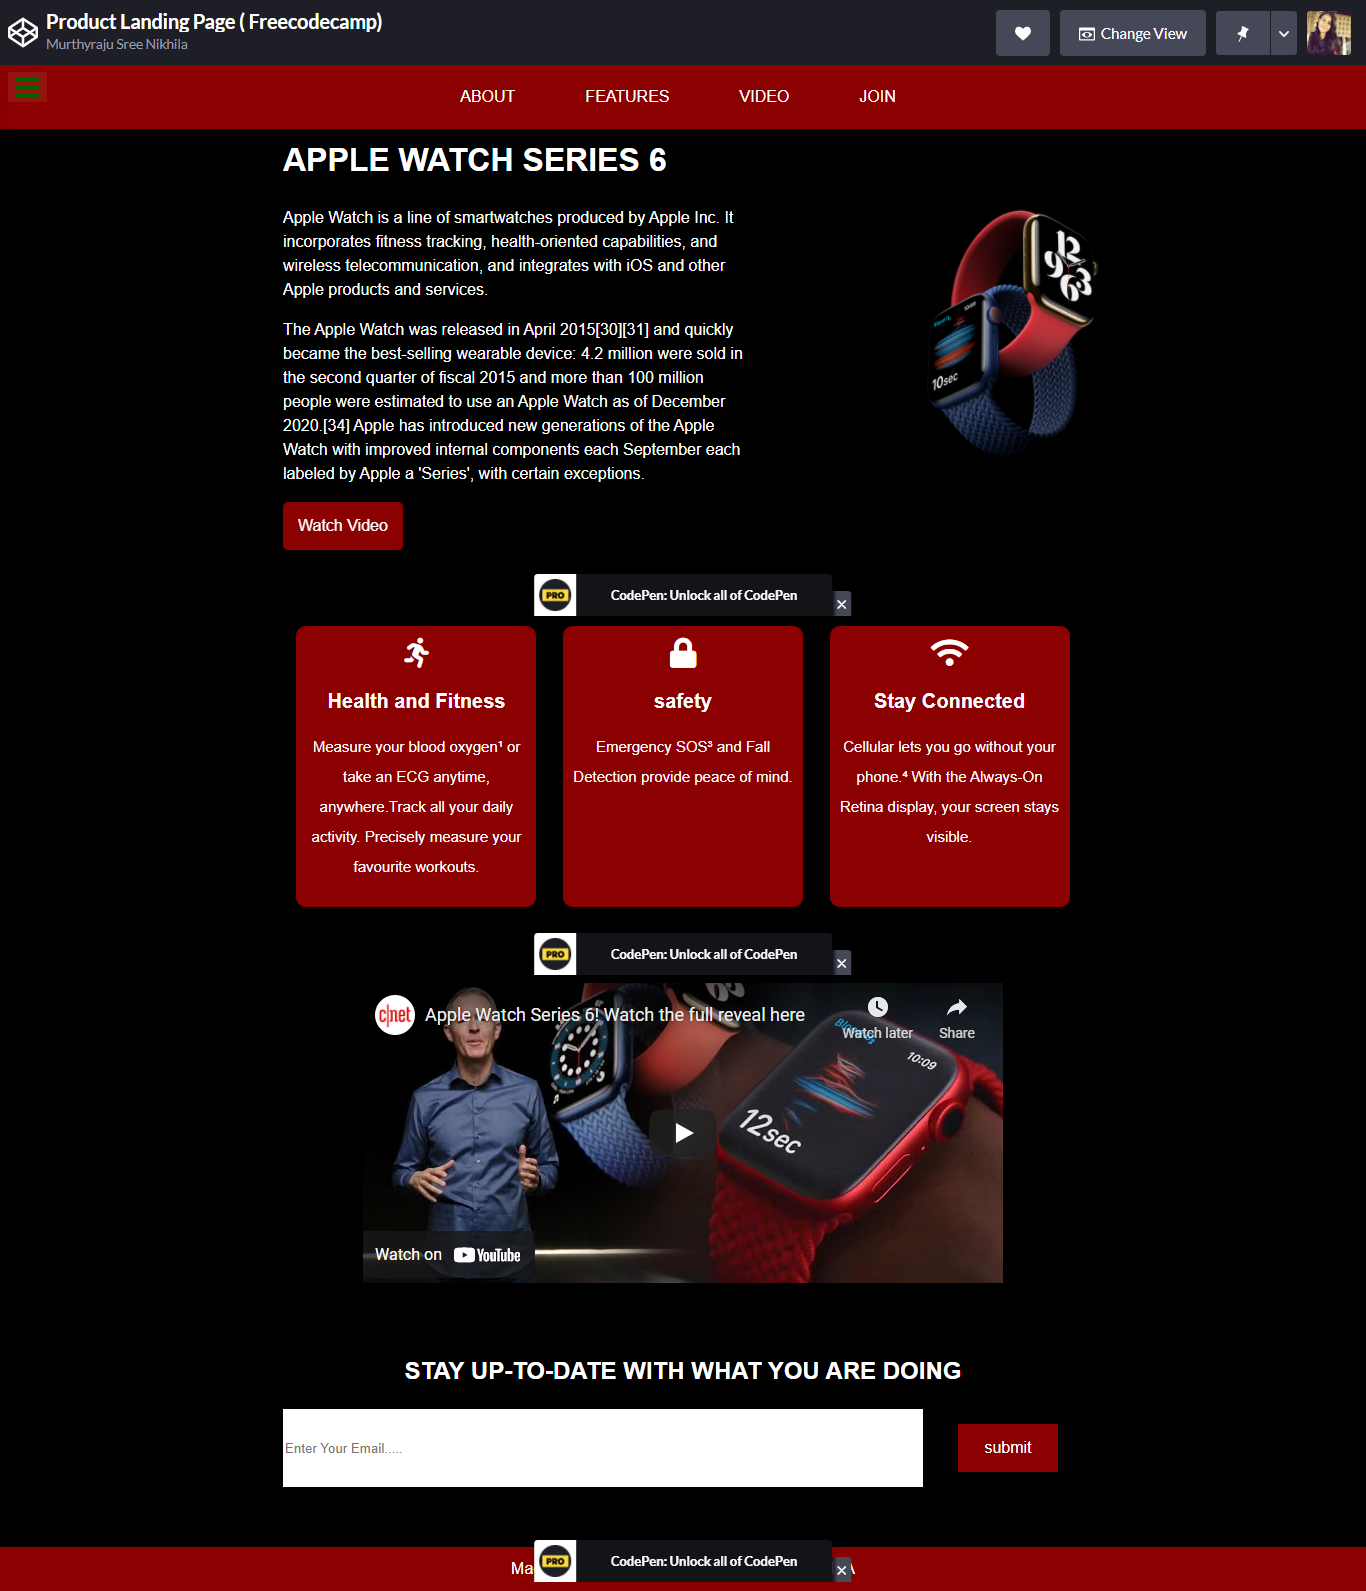 Product Landing Page ( Freecodecamp)
Murthyraju Sree Nikhila
Change View
ABOUT FEATURES VIDEO JOIN
APPLE WATCH SERIES 6
Apple Watch is a line of smartwatches produced by Apple Inc. It
incorporates fitness tracking, health-oriented capabilities, and
wireless telecommunication, and integrates with iOS and other
Apple products and services.
The Apple Watch was released in April 2015[30][31] and quickly
became the best-selling wearable device: 4.2 million were sold in
the second quarter of fiscal 2015 and more than 100 million
people were estimated to use an Apple Watch as of December
2020.[34] Apple has introduced new generations of the Apple
Watch with improved internal components each September each
labeled by Apple a 'Series', with certain exceptions.
12
9 3
6
10:09
10sec
Watch Video
PRO CodePen: Unlock all of CodePen
Health and Fitness
Measure your blood oxygen¹ or
take an ECG anytime,
anywhere.Track all your daily
activity. Precisely measure your
favourite workouts.
safety
Emergency SOS³ and Fall
Detection provide peace of mind.
Stay Connected
Cellular lets you go without your
phone.⁴ With the Always-On
Retina display, your screen stays
visible.
PRO CodePen: Unlock all of CodePen
c|net Apple Watch Series 6! Watch the full reveal here
Watch later Share
10:09
12sec
Watch on YouTube
STAY UP-TO-DATE WITH WHAT YOU ARE DOING
Enter Your Email.....
submit
Ma
PRO CodePen: Unlock all of CodePen